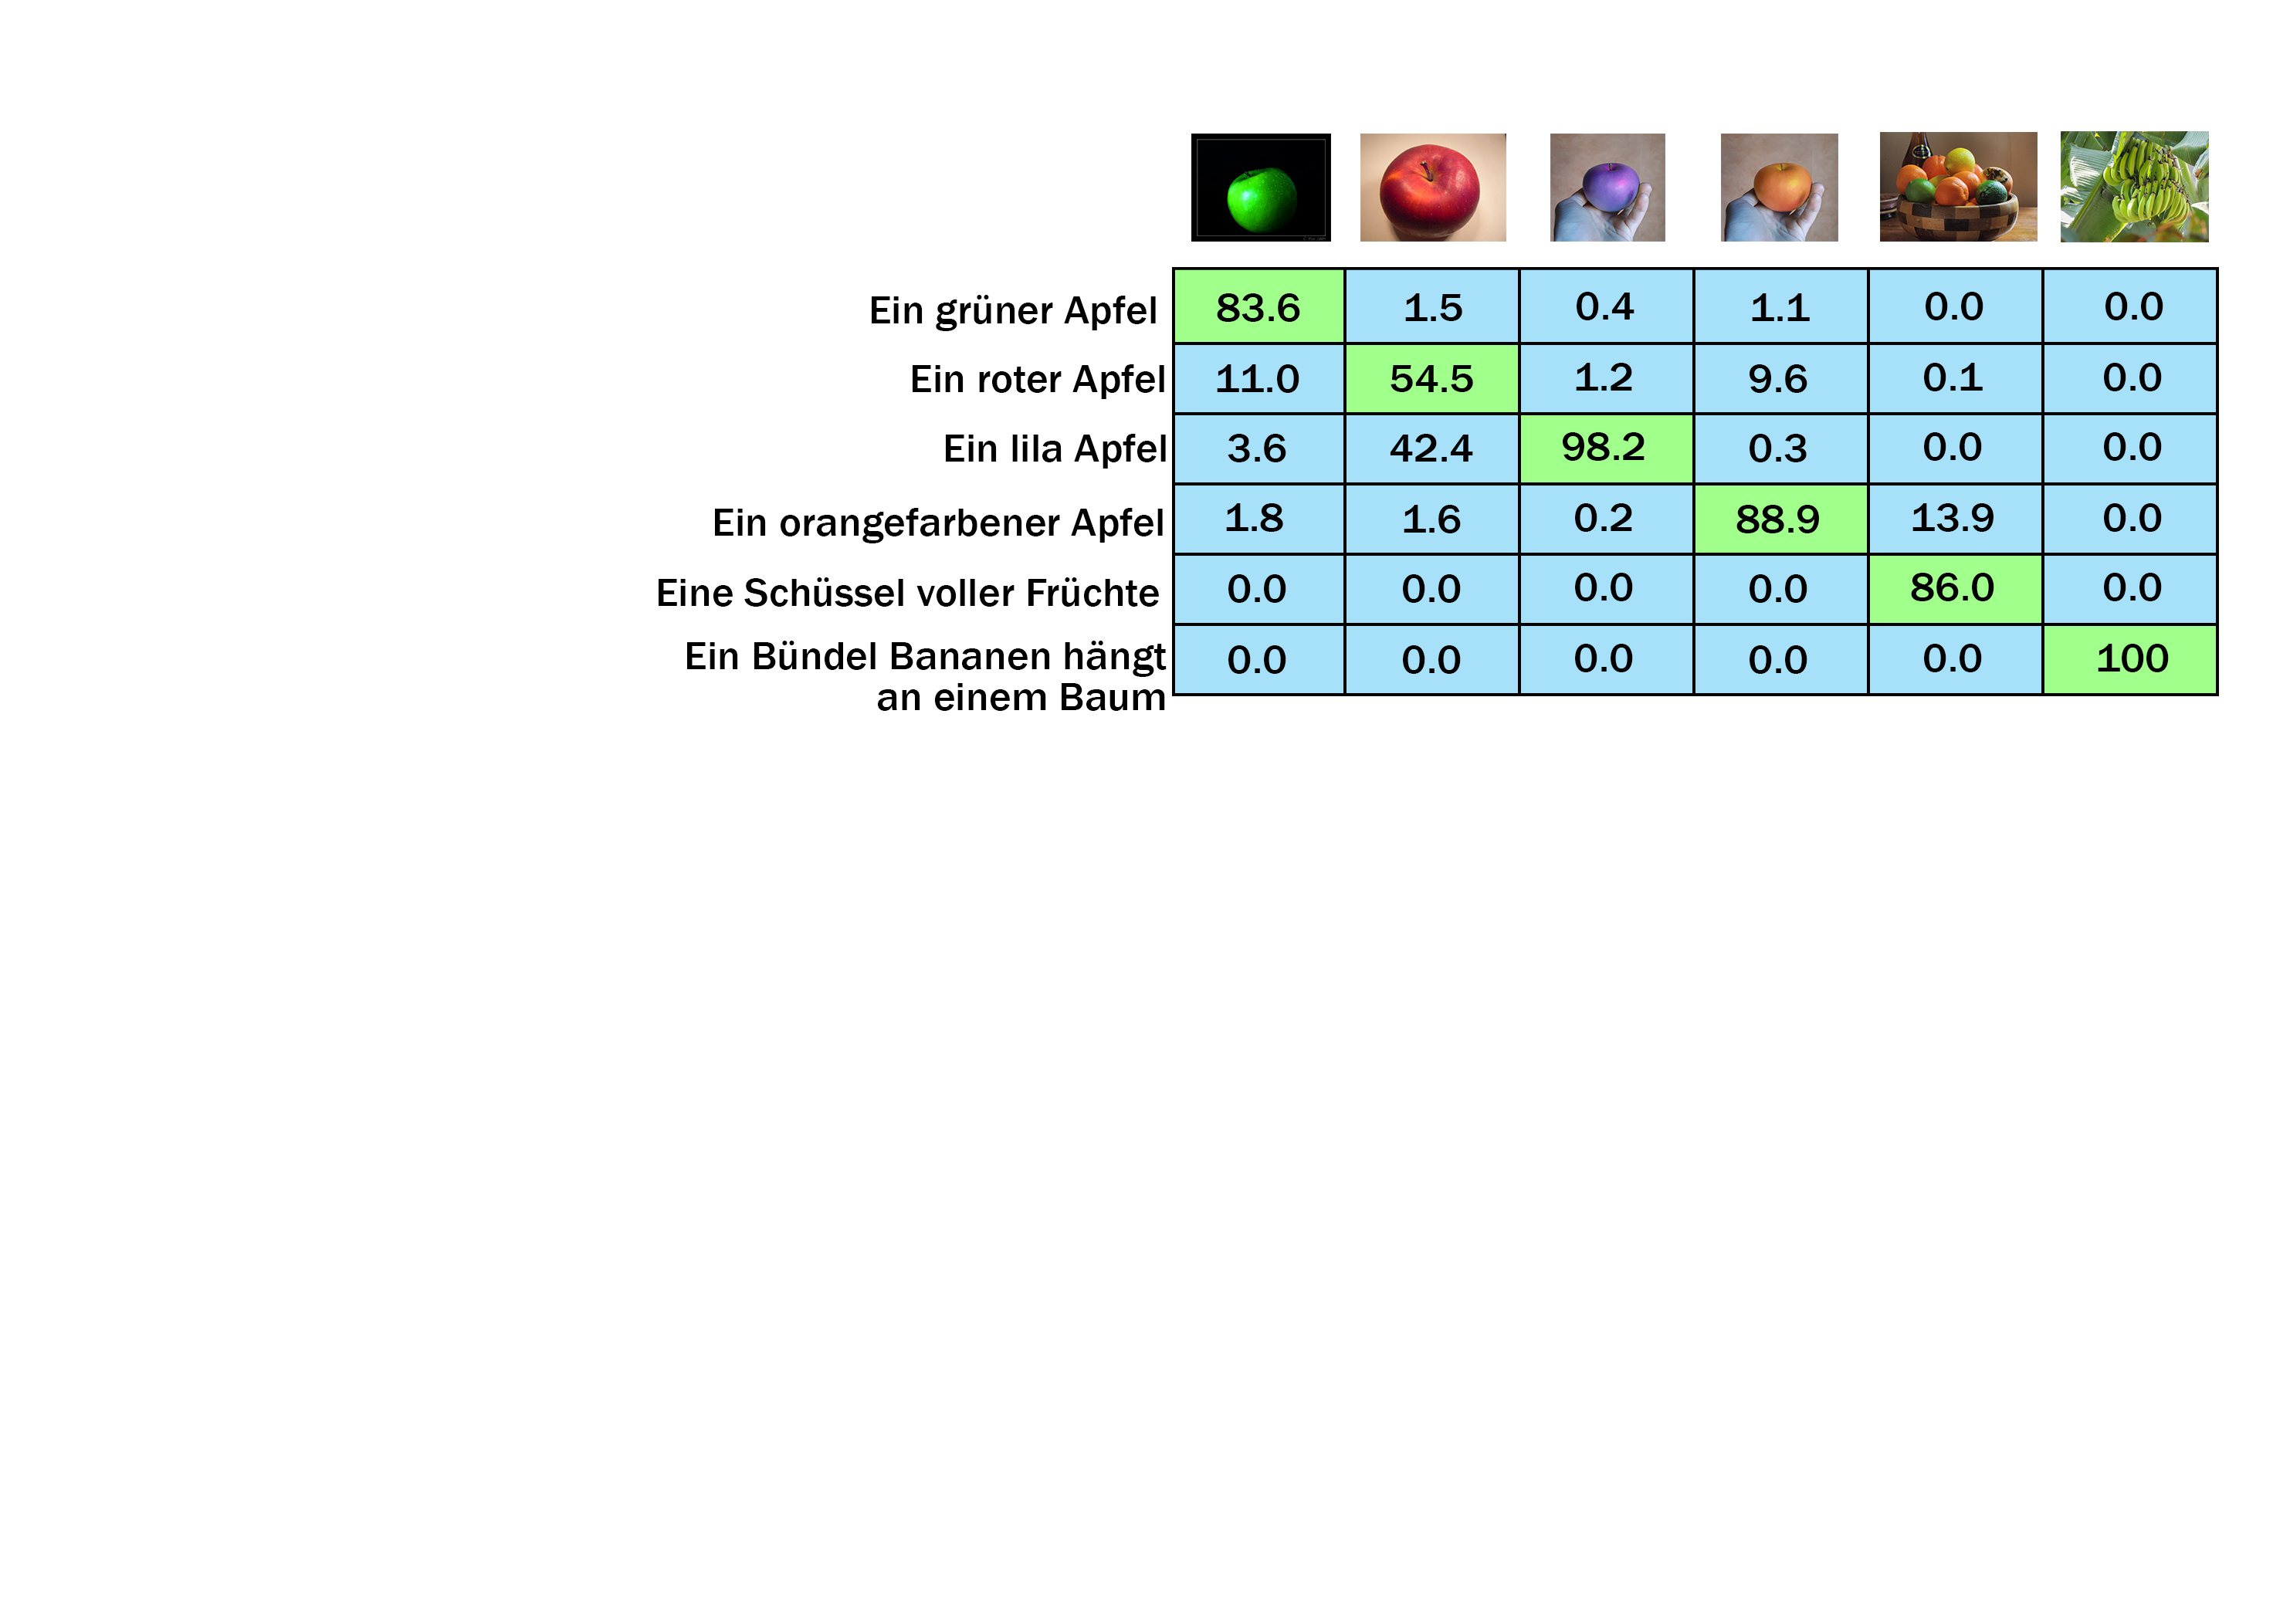 Ein grüner Apfel 83.6 1.5 0.4 1.1 0.0 0.0
Ein roter Apfel 11.0 54.5 1.2 9.6 0.1 0.0
Ein lila Apfel 3.6 42.4 98.2 0.3 0.0 0.0
Ein orangefarbener Apfel 1.8 1.6 0.2 88.9 13.9 0.0
Eine Schüssel voller Früchte 0.0 0.0 0.0 0.0 86.0 0.0
Ein Bündel Bananen hängt 0.0 0.0 0.0 0.0 0.0 100
an einem Baum